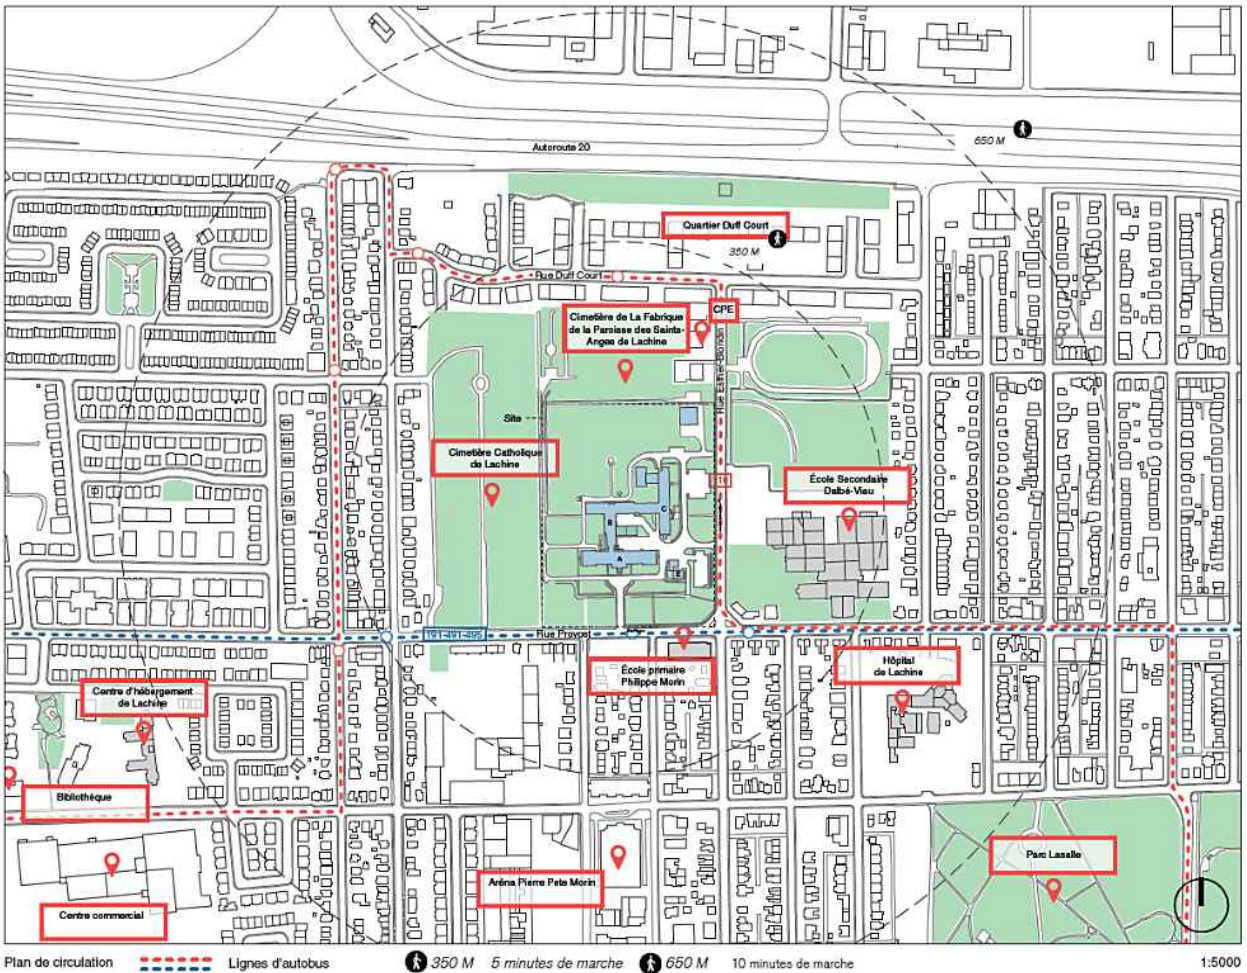 Autoroute 20
650 M
Quartier Duff Court
350 M
Rue Duff Court
CPE
Cimetière de La Fabrique
de la Paroisse des Saints-
Anges de Lachine
Rue Esther-Blondin
Site
Cimetière Catholique
de Lachine
École Secondaire
Dalbé-Viau
116
B
C
A
E
191-491-495
Rue Provost
École primaire
Philippe Morin
Hôpital
de Lachine
Centre d'hébergement
de Lachine
Bibliothèque
Parc Lasalle
Aréna Pierre Pete Morin
Centre commercial
Plan de circulation
Lignes d'autobus
350 M
5 minutes de marche
650 M
10 minutes de marche
1:5000